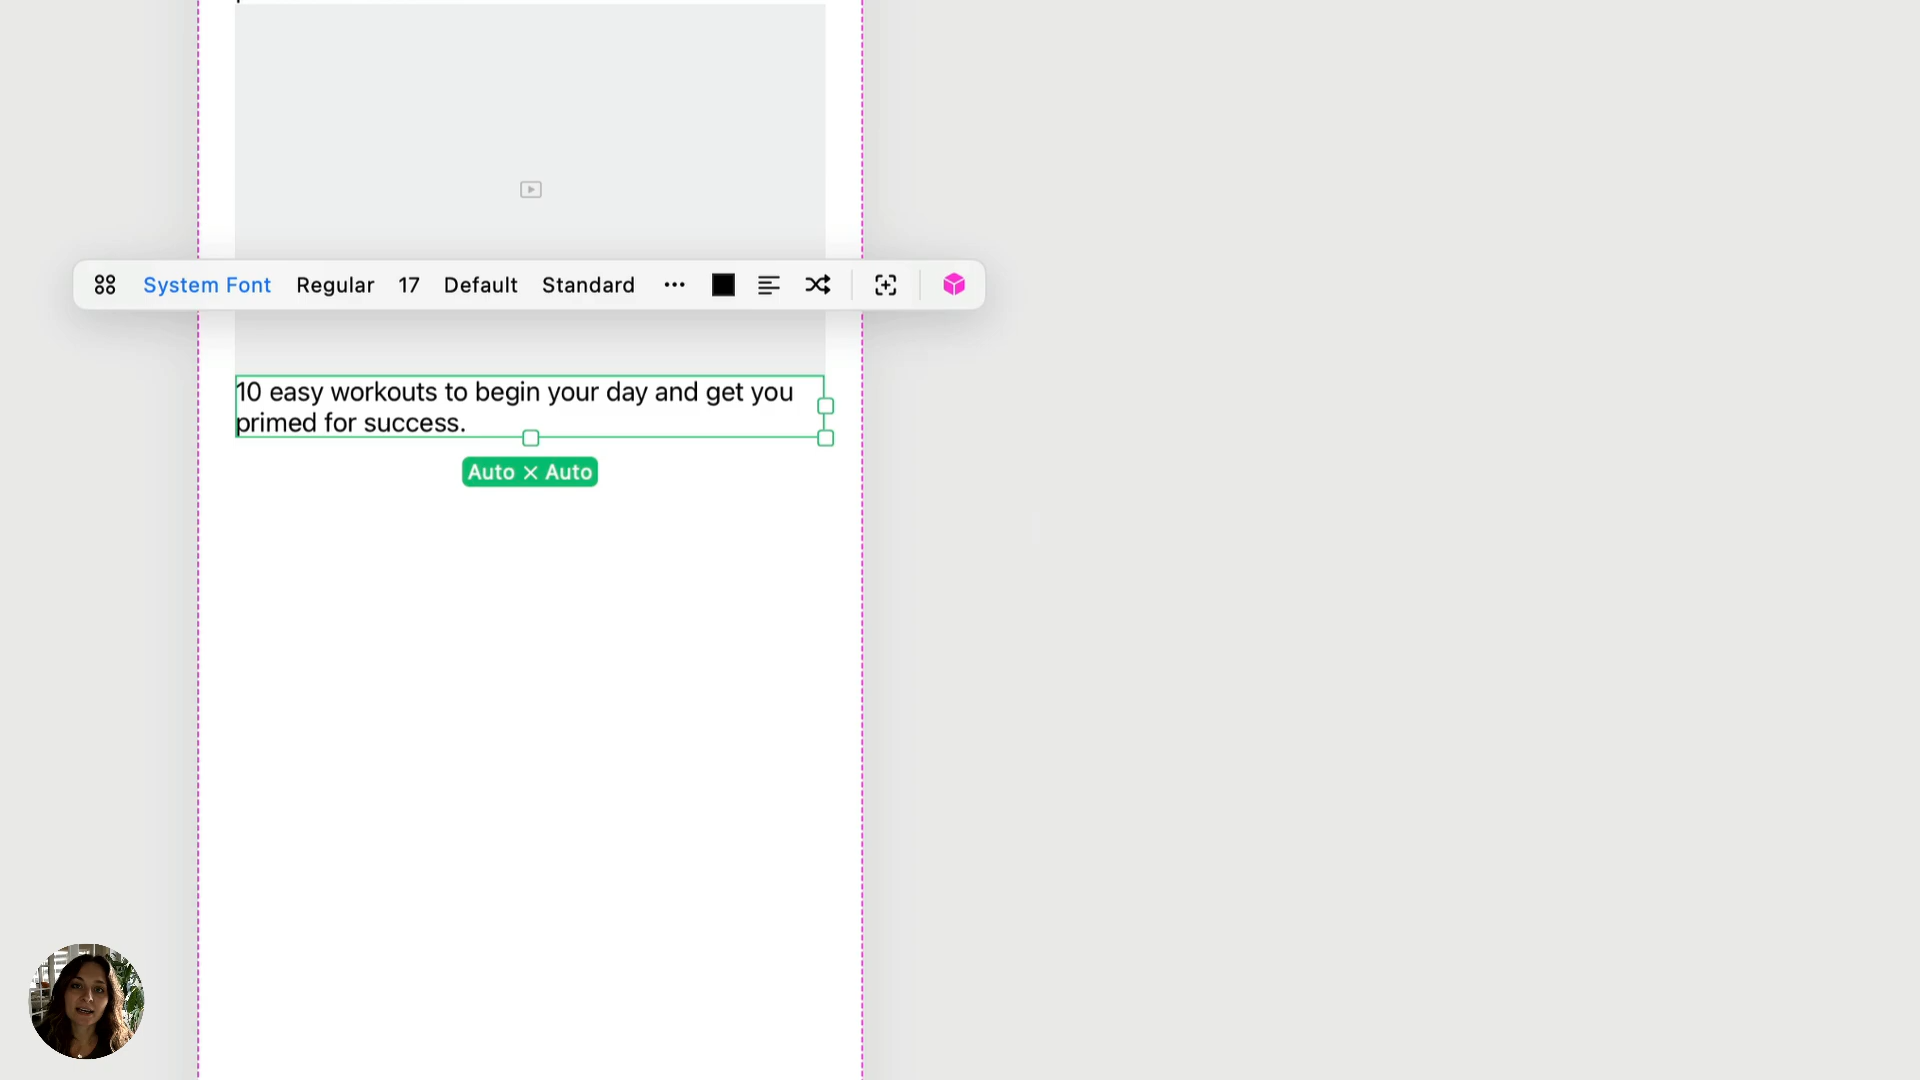 System Font Regular 17 Default Standard
10 easy workouts to begin your day and get you
primed for success.
Auto × Auto